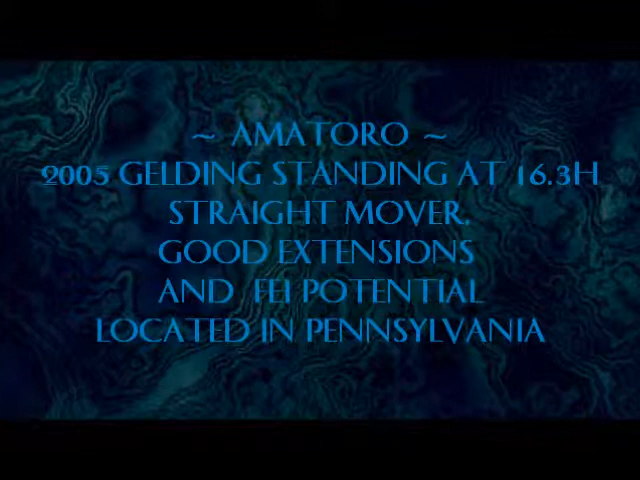 ~ AMATORO ~
2005 GELDING STANDING AT 16.3H
STRAIGHT MOVER,
GOOD EXTENSIONS
AND FEI POTENTIAL
LOCATED IN PENNSYLVANIA